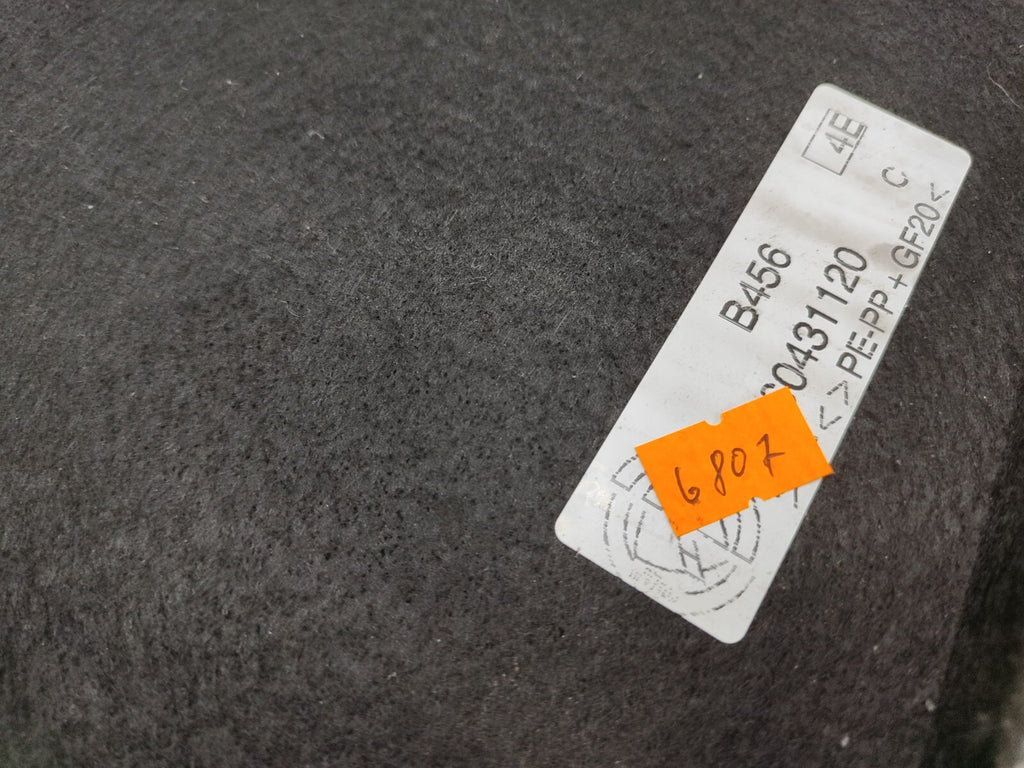 4E
C
B456
0431120
>PE-PP+GF20<
<>
6807